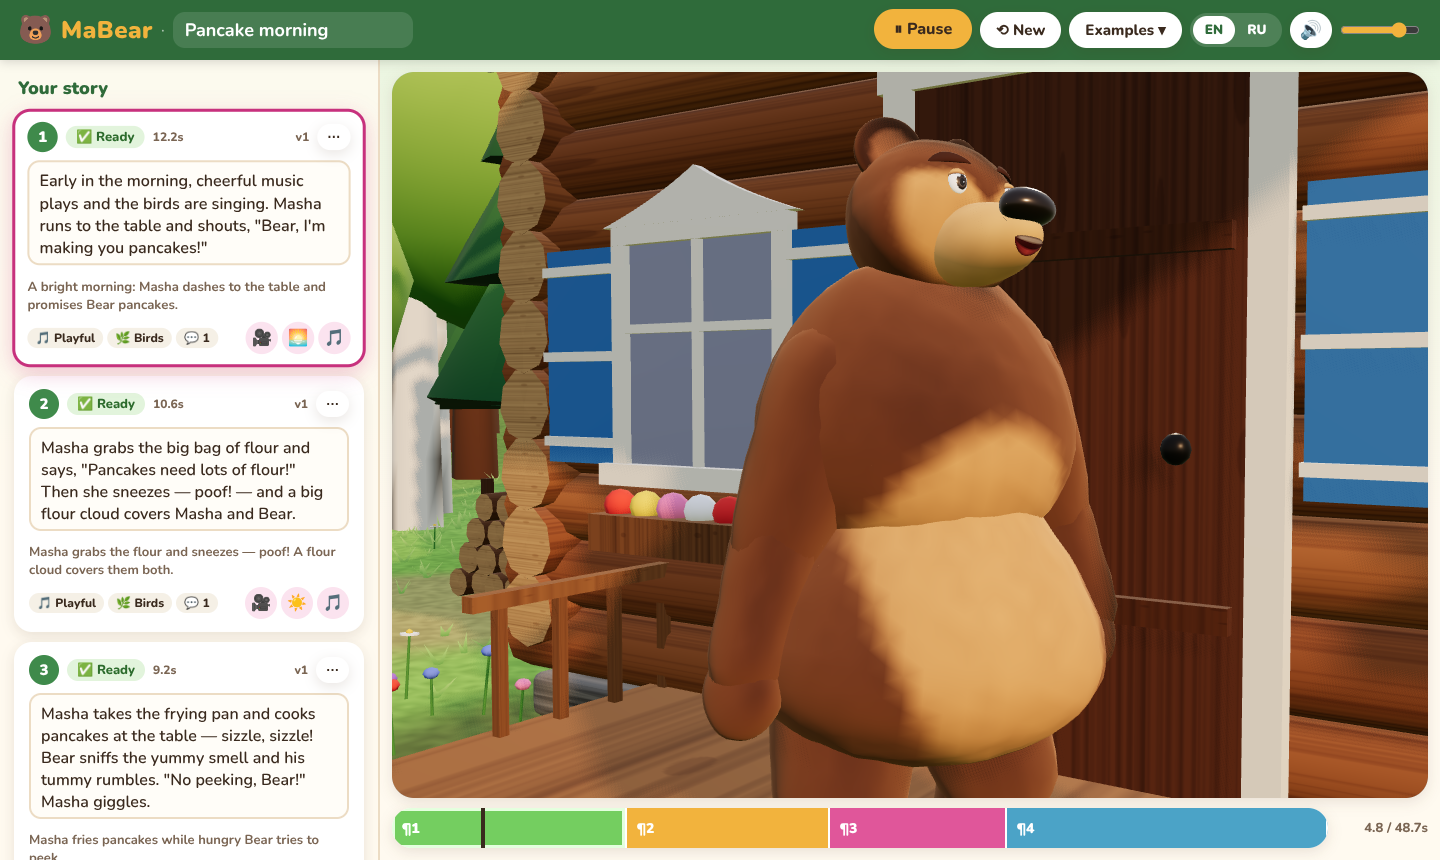 MaBear · Pancake morning
Pause
New
Examples ▾
EN
RU
Your story
1
Ready
12.2s
v1
...
Early in the morning, cheerful music
plays and the birds are singing. Masha
runs to the table and shouts, "Bear, I'm
making you pancakes!"
A bright morning: Masha dashes to the table and
promises Bear pancakes.
Playful
Birds
1
2
Ready
10.6s
v1
...
Masha grabs the big bag of flour and
says, "Pancakes need lots of flour!"
Then she sneezes — poof! — and a big
flour cloud covers Masha and Bear.
Masha grabs the flour and sneezes — poof! A flour
cloud covers them both.
Playful
Birds
1
3
Ready
9.2s
v1
...
Masha takes the frying pan and cooks
pancakes at the table — sizzle, sizzle!
Bear sniffs the yummy smell and his
tummy rumbles. "No peeking, Bear!"
Masha giggles.
Masha fries pancakes while hungry Bear tries to
peek
¶1
¶2
¶3
¶4
4.8 / 48.7s